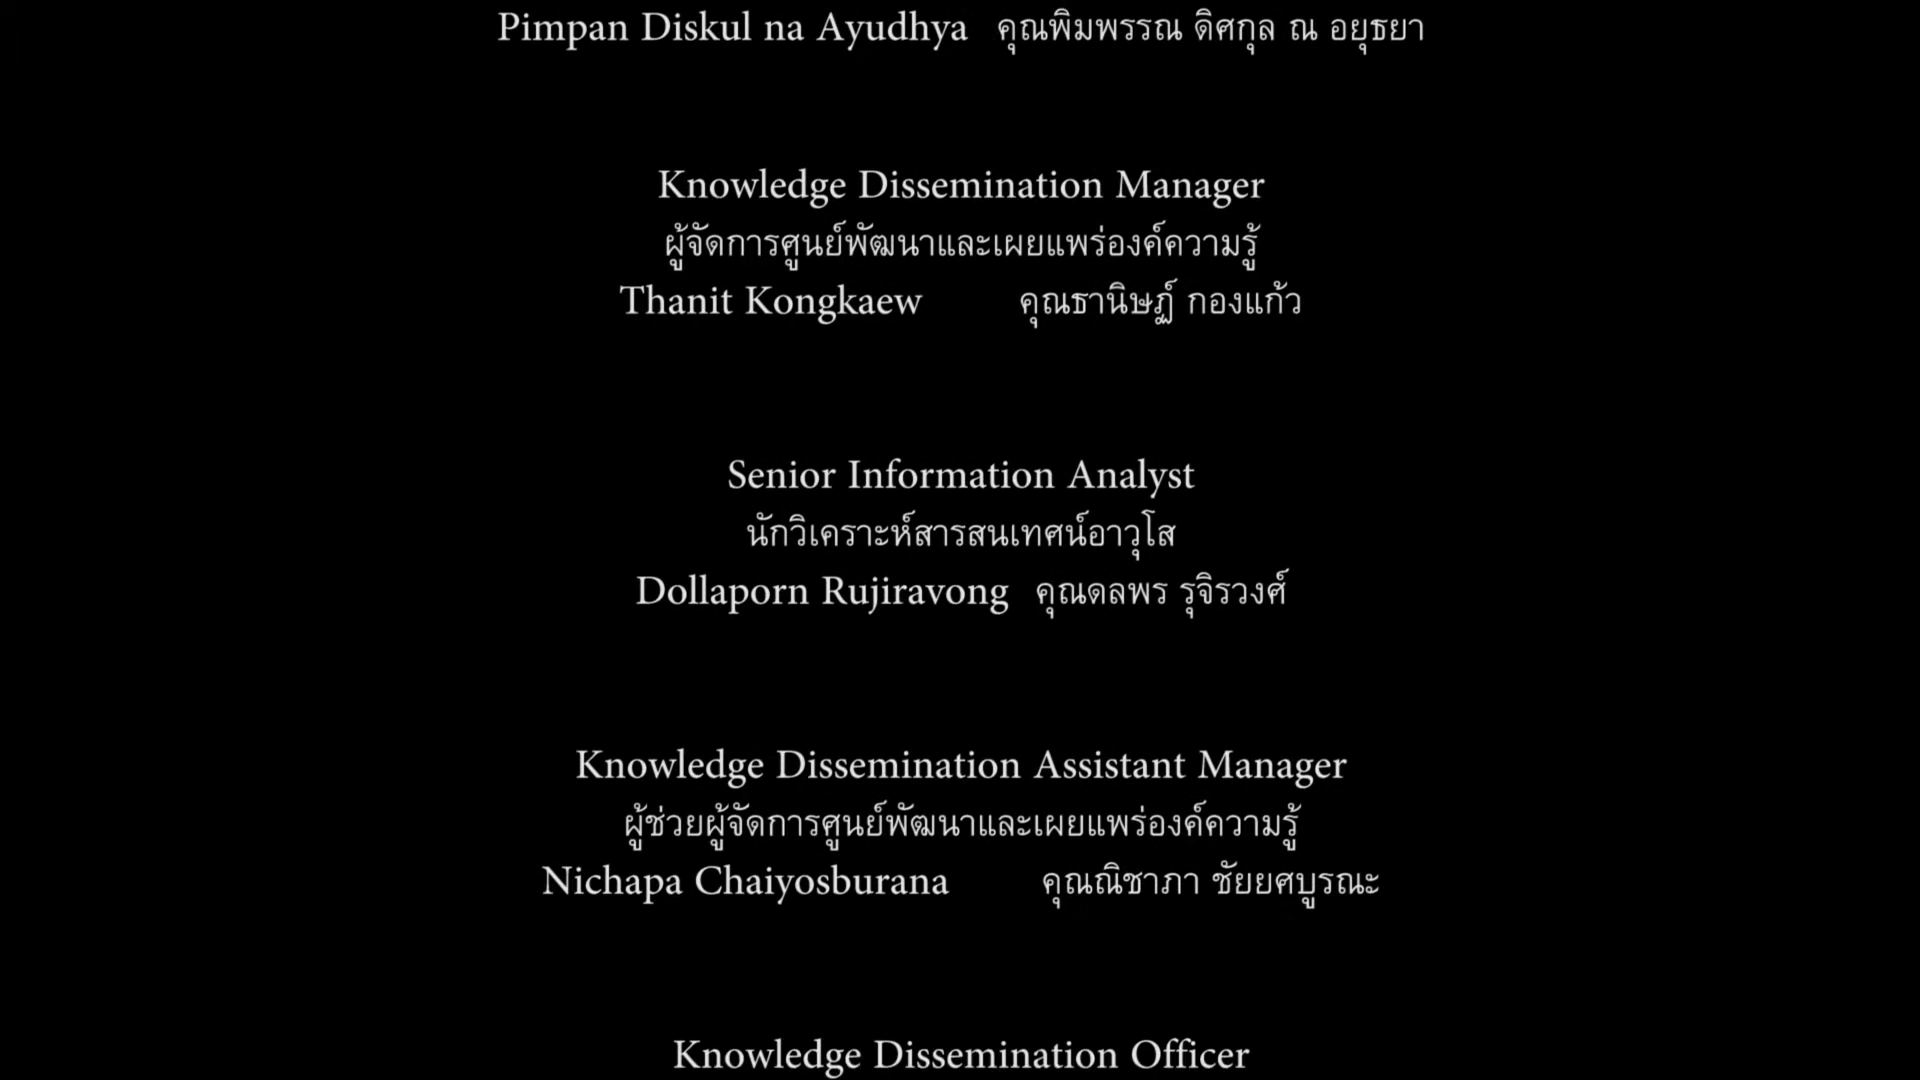 Pimpan Diskul na Ayudhya คุณพิมพรรณ ดิศกุล ณ อยุธยา
Knowledge Dissemination Manager
ผู้จัดการศูนย์พัฒนาและเผยแพร่องค์ความรู้
Thanit Kongkaew คุณธานิษฏ์ กองแก้ว
Senior Information Analyst
นักวิเคราะห์สารสนเทศน์อาวุโส
Dollaporn Rujiravong คุณดลพร รุจิรวงศ์
Knowledge Dissemination Assistant Manager
ผู้ช่วยผู้จัดการศูนย์พัฒนาและเผยแพร่องค์ความรู้
Nichapa Chaiyosburana คุณณิชาภา ชัยยศบูรณะ
Knowledge Dissemination Officer